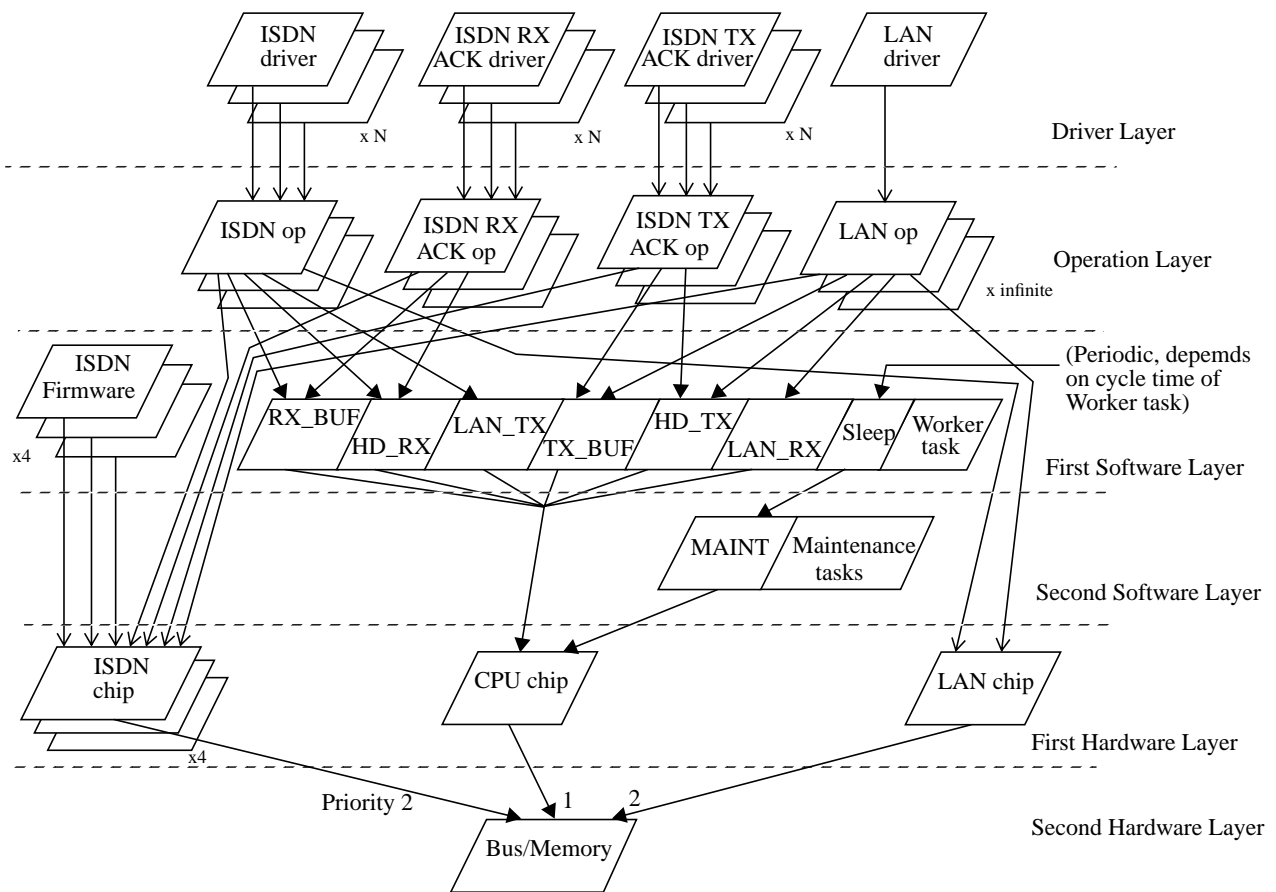 ISDN
driver
ISDN RX
ACK driver
ISDN TX
ACK driver
LAN
driver
x N
x N
x N
Driver Layer
ISDN op
ISDN RX
ACK op
ISDN TX
ACK op
LAN op
Operation Layer
x infinite
ISDN
Firmware
(Periodic, depemds
on cycle time of
Worker task)
x4
RX_BUF
HD_RX
LAN_TX
TX_BUF
HD_TX
LAN_RX
Sleep
Worker
task
First Software Layer
MAINT
Maintenance
tasks
Second Software Layer
ISDN
chip
CPU chip
LAN chip
x4
First Hardware Layer
Priority 2
1
2
Bus/Memory
Second Hardware Layer